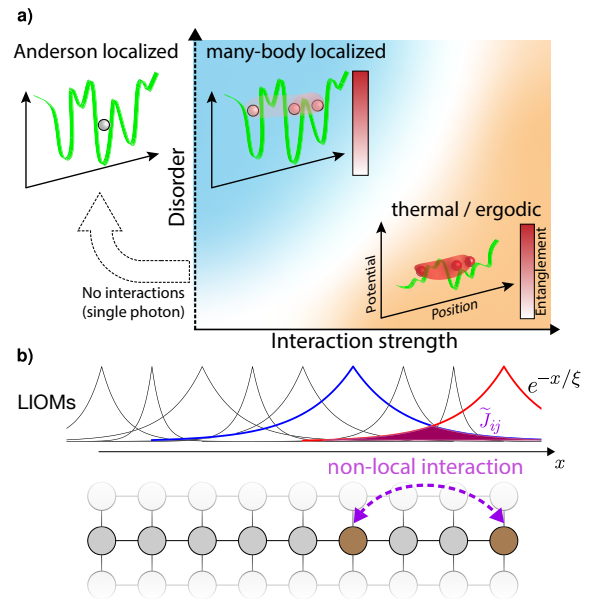 a)
Anderson localized
many-body localized
Disorder
thermal / ergodic
Potential
Position
Entanglement
No interactions
(single photon)
Interaction strength
b)
LIOMs
e^{-x/ξ}
J̃_{ij}
x
non-local interaction